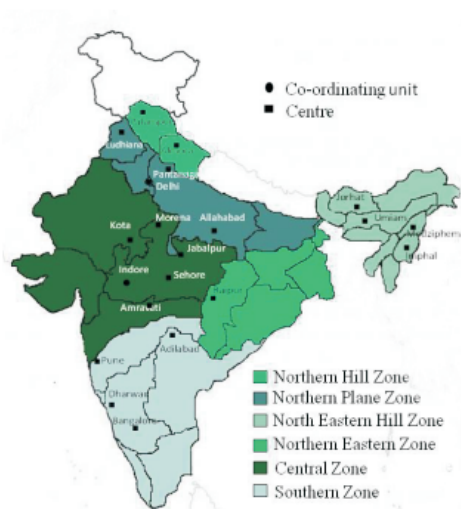 Co-ordinating unit
Centre
Ludhiana
Pantanagar
Delhi
Morena
Allahabad
Kota
Jabalpur
Indore
Sehore
Amravati
Raipur
Jorhat
Umiam
Medziphema
Imphal
Adilabad
Pune
Dharwar
Bangalore
Northern Hill Zone
Northern Plane Zone
North Eastern Hill Zone
Northern Eastern Zone
Central Zone
Southern Zone